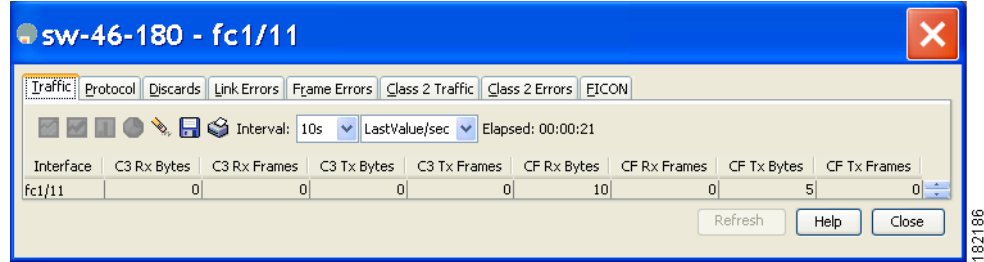 sw-46-180 - fc1/11
Traffic Protocol Discards Link Errors Frame Errors Class 2 Traffic Class 2 Errors FICON
Interval: 10s LastValue/sec Elapsed: 00:00:21
Interface C3 Rx Bytes C3 Rx Frames C3 Tx Bytes C3 Tx Frames CF Rx Bytes CF Rx Frames CF Tx Bytes CF Tx Frames
fc1/11 0 0 0 0 10 0 5 0
Refresh Help Close
182186